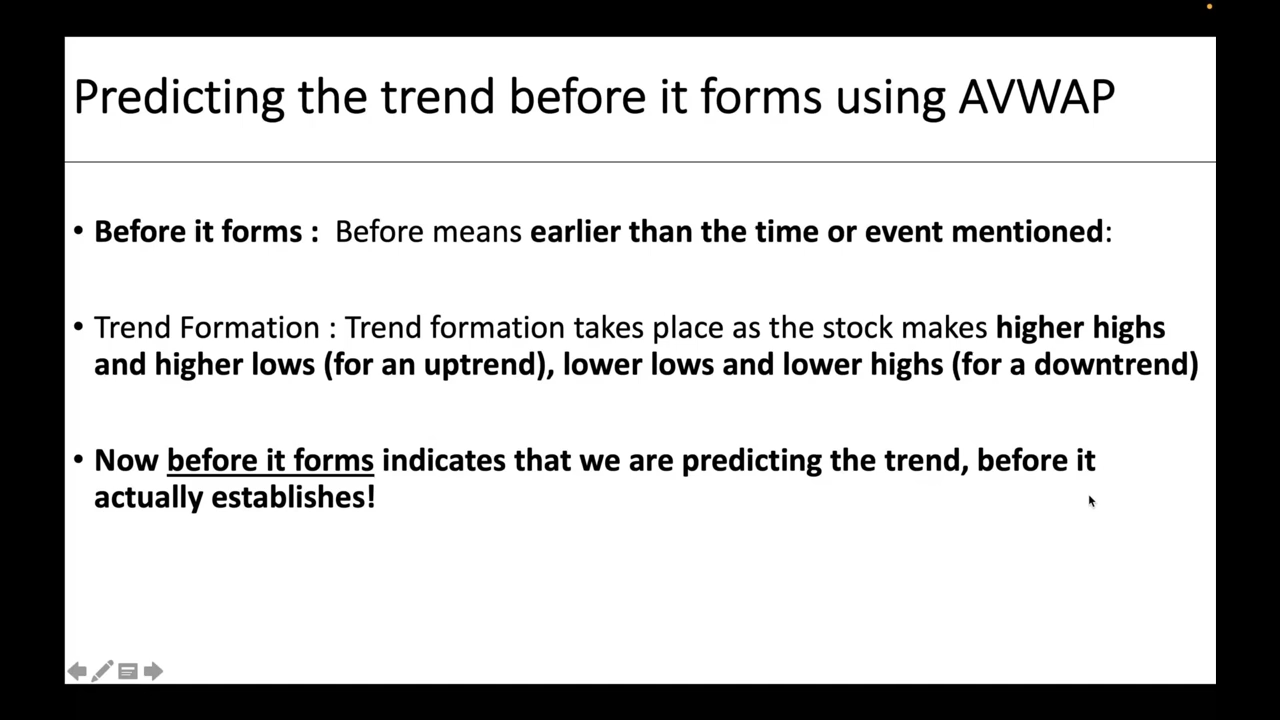 Predicting the trend before it forms using AVWAP
• Before it forms :  Before means earlier than the time or event mentioned:
• Trend Formation : Trend formation takes place as the stock makes higher highs
and higher lows (for an uptrend), lower lows and lower highs (for a downtrend)
• Now before it forms indicates that we are predicting the trend, before it
actually establishes!